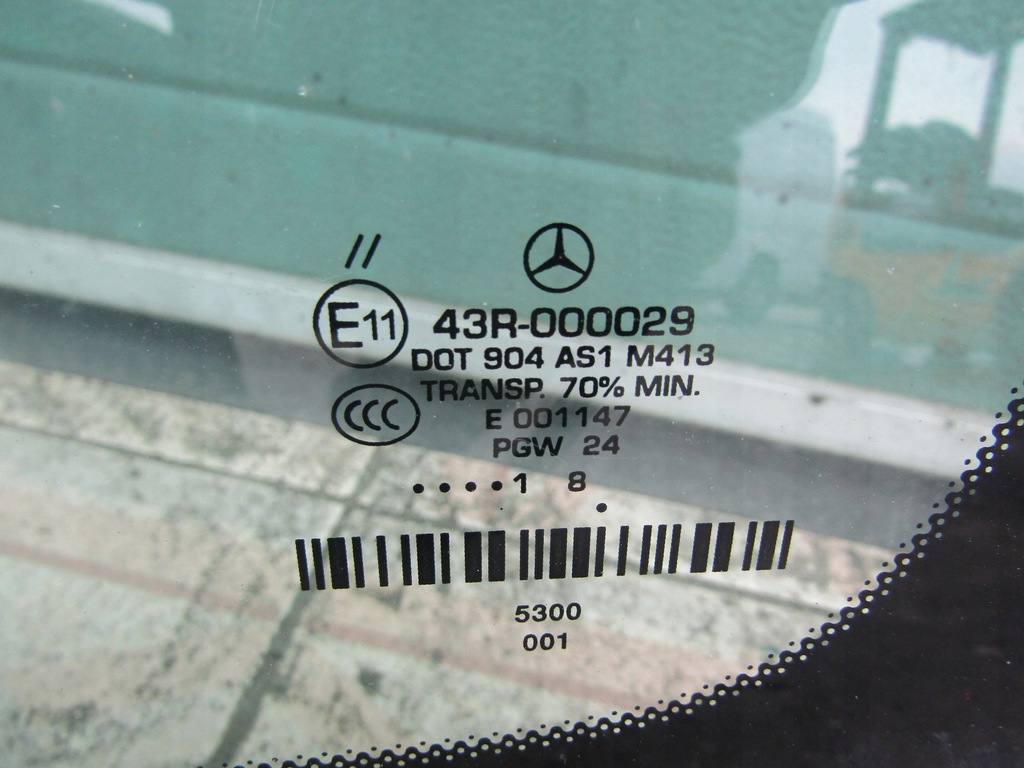 //
E11 43R-000029
DOT 904 AS1 M413
TRANSP. 70% MIN.
CCC
E 001147
PGW 24
....1 8
.
5300
001